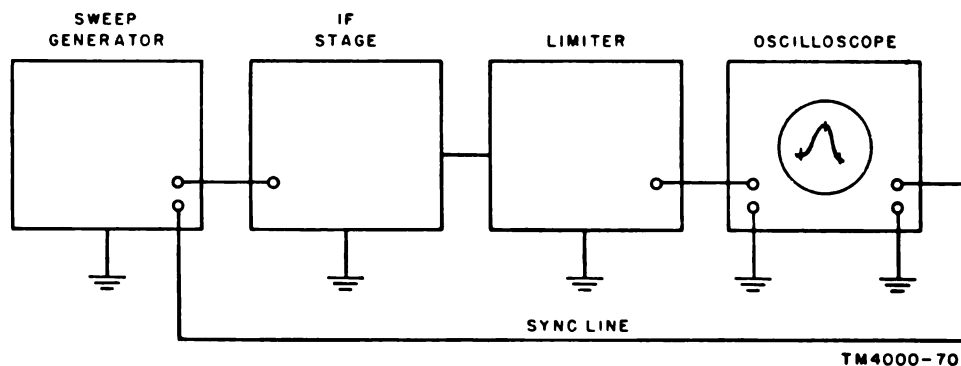 SWEEP
GENERATOR
IF
STAGE
LIMITER
OSCILLOSCOPE
SYNC LINE
TM4000-70